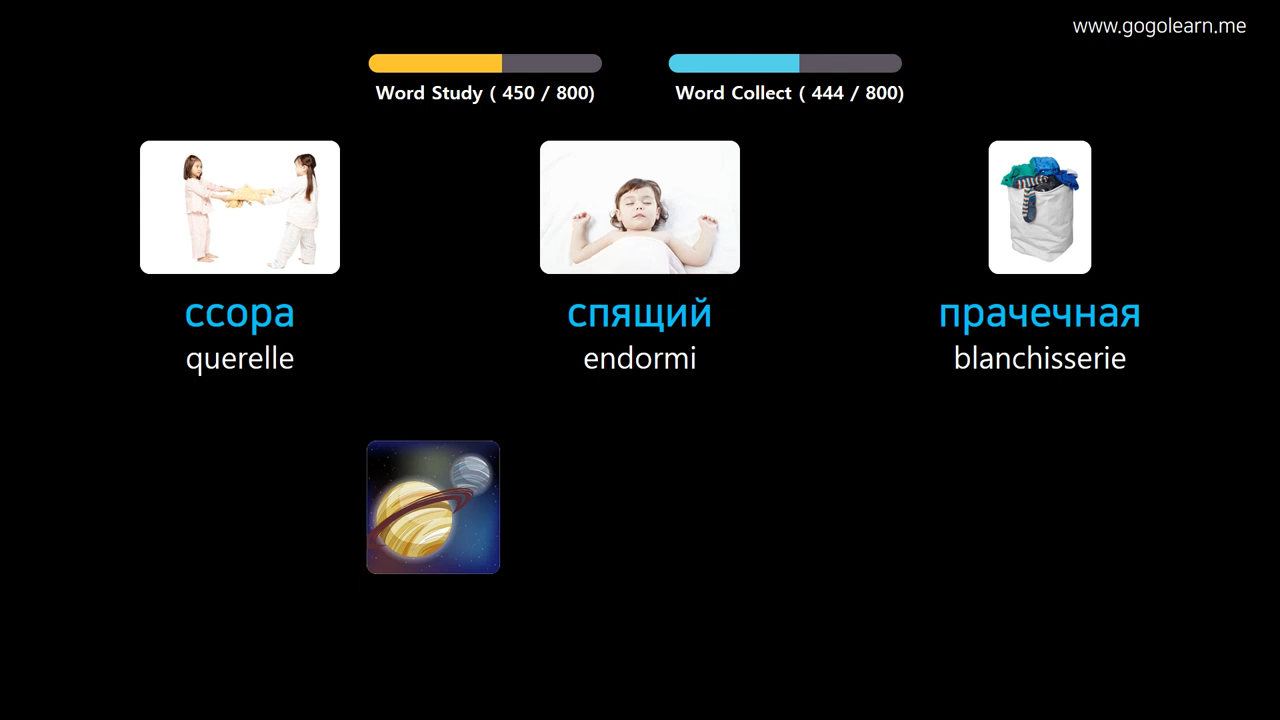 www.gogolearn.me
Word Study ( 450 / 800)
Word Collect ( 444 / 800)
ссора
querelle
спящий
endormi
прачечная
blanchisserie